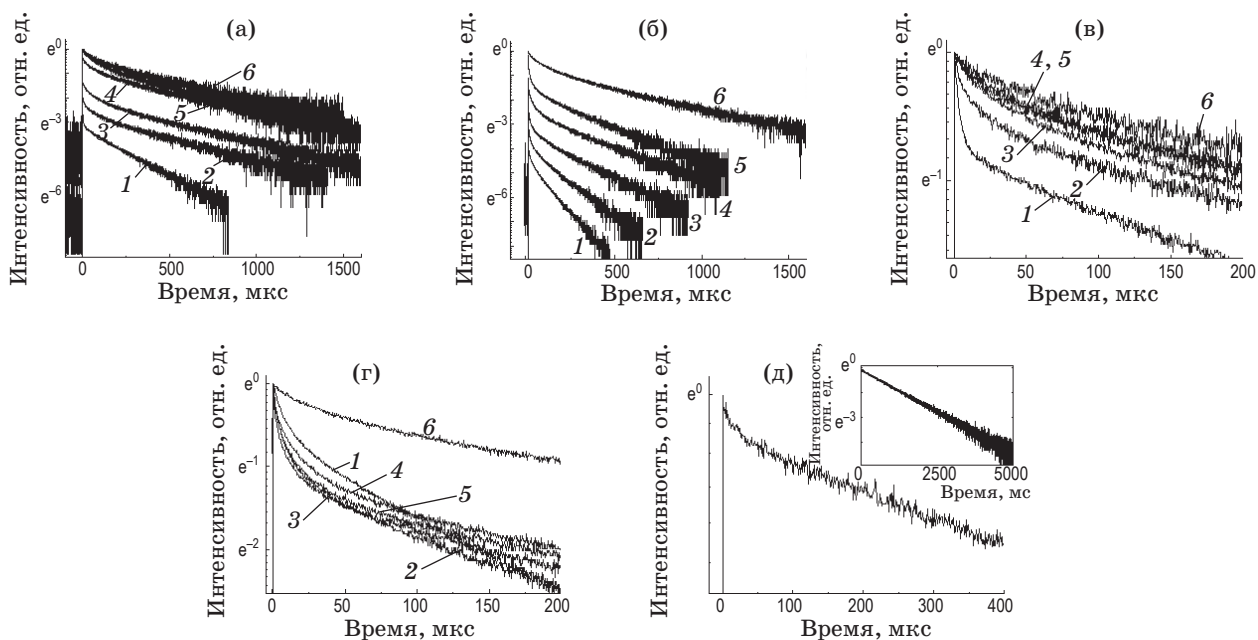 (а)
Интенсивность, отн. ед.
e⁰
e⁻³
e⁻⁶
1
2
3
4
5
6
0
500
1000
1500
Время, мкс
(б)
Интенсивность, отн. ед.
e⁰
e⁻³
e⁻⁶
1
2
3
4
5
6
0
500
1000
1500
Время, мкс
(в)
Интенсивность, отн. ед.
e⁰
e⁻¹
4, 5
6
3
2
1
0
50
100
150
200
Время, мкс
(г)
Интенсивность, отн. ед.
e⁰
e⁻¹
e⁻²
6
1
4
5
3
2
0
50
100
150
200
Время, мкс
(д)
Интенсивность, отн. ед.
e⁰
0
100
200
300
400
Время, мкс
Интенсивность,
отн. ед.
e⁰
e⁻³
0
2500
5000
Время, мс